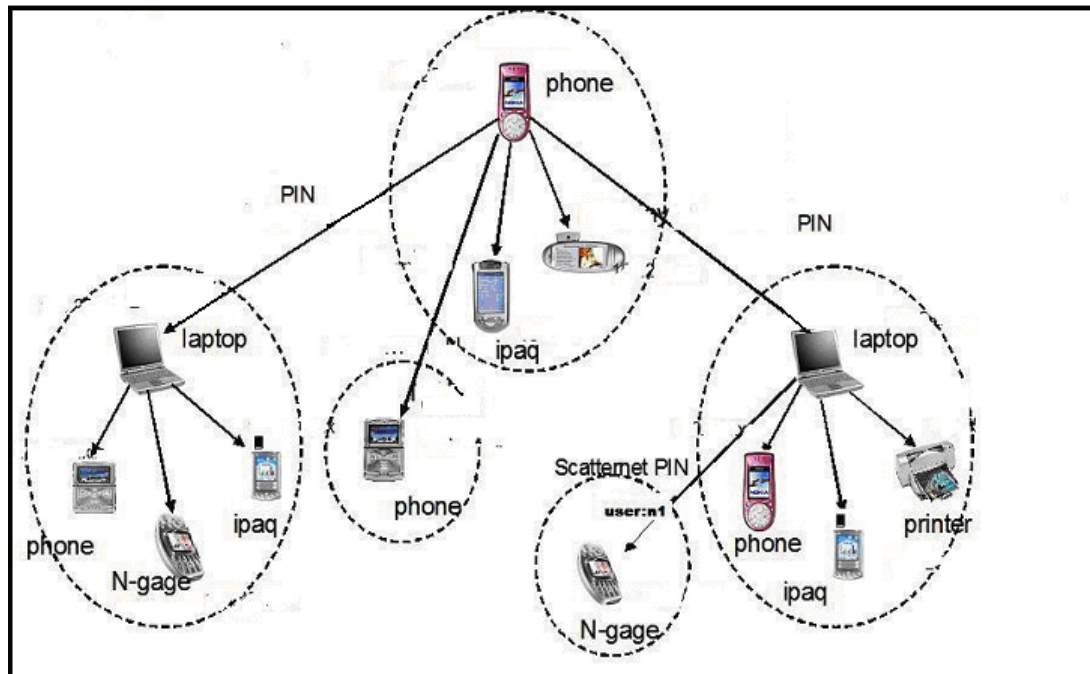 phone
PIN
PIN
laptop
ipaq
laptop
phone
Scatternet PIN
user:n1
phone
N-gage
ipaq
phone
ipaq
printer
N-gage